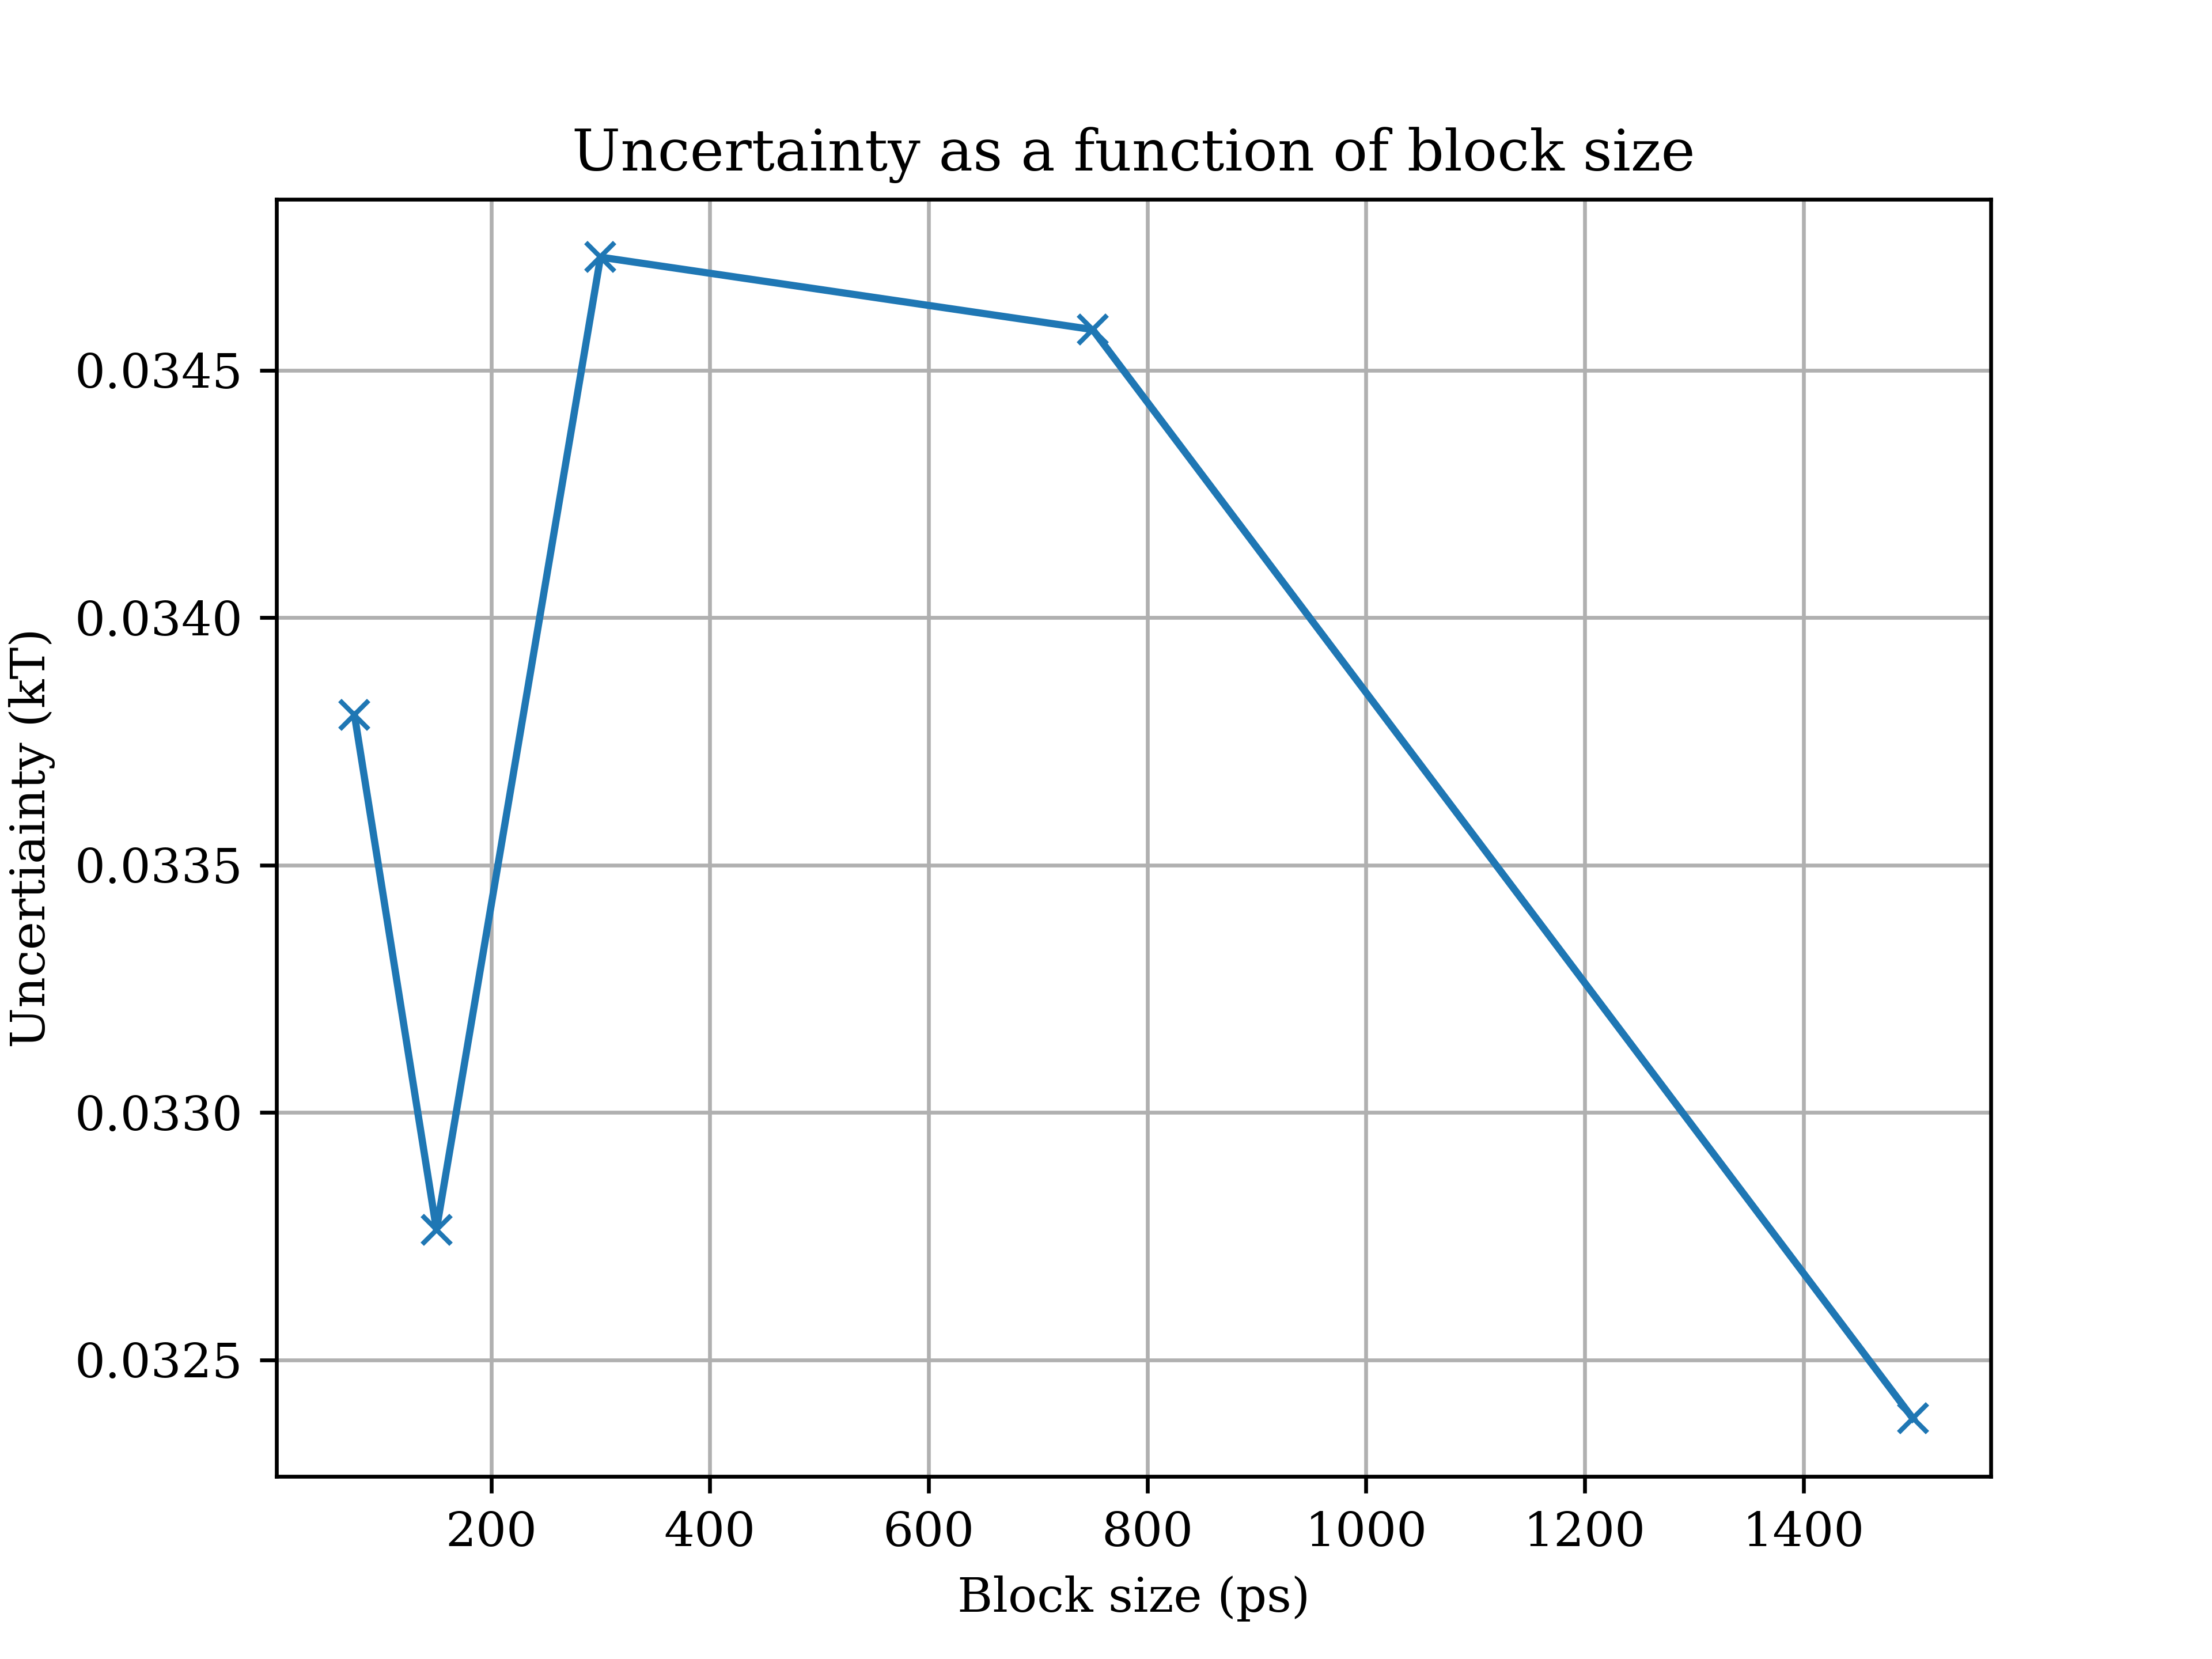 Uncertainty as a function of block size
0.0345
0.0340
0.0335
0.0330
0.0325
Uncertiainty (kT)
200 400 600 800 1000 1200 1400
Block size (ps)